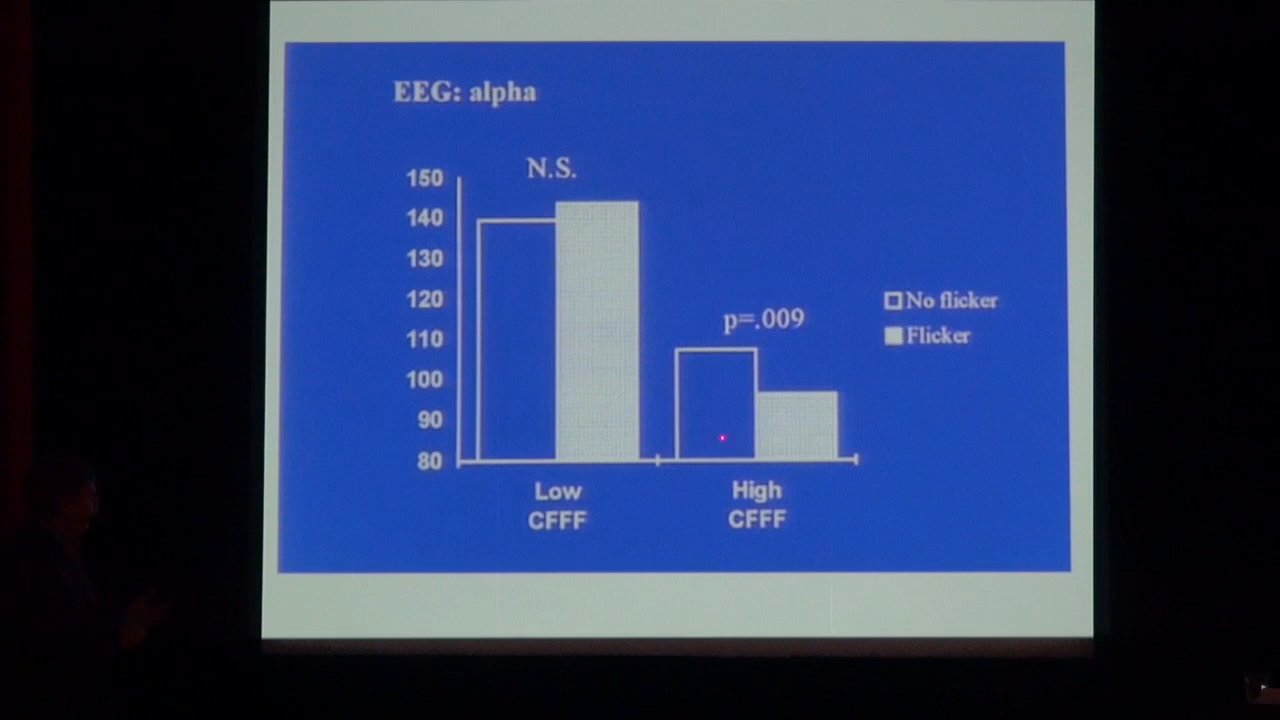 EEG: alpha
N.S.
150
140
130
120
110
100
90
80
p=.009
No flicker
Flicker
Low
CFFF
High
CFFF